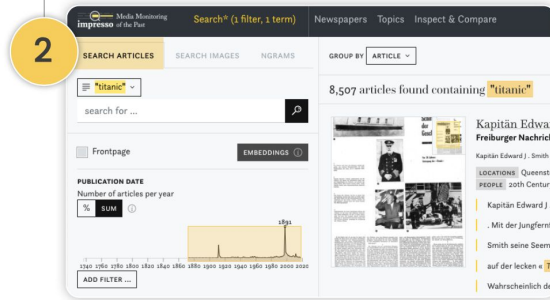 2
impresso Media Monitoring of the Past
Search* (1 filter, 1 term) Newspapers Topics Inspect & Compare
SEARCH ARTICLES SEARCH IMAGES NGRAMS
"titanic"
search for ...
Frontpage EMBEDDINGS
PUBLICATION DATE
Number of articles per year
% SUM
1891
1740 1760 1780 1800 1820 1840 1860 1880 1900 1920 1940 1960 1980 2000 2020
ADD FILTER ...
GROUP BY ARTICLE
8,507 articles found containing "titanic"
Kapitän Edwa
Freiburger Nachric
Kapitän Edward J. Smith
LOCATIONS Queenst
PEOPLE 20th Centur
Kapitän Edward J
. Mit der Jungfern
Smith seine Seem
auf der lecken « T
Wahrscheinlich de